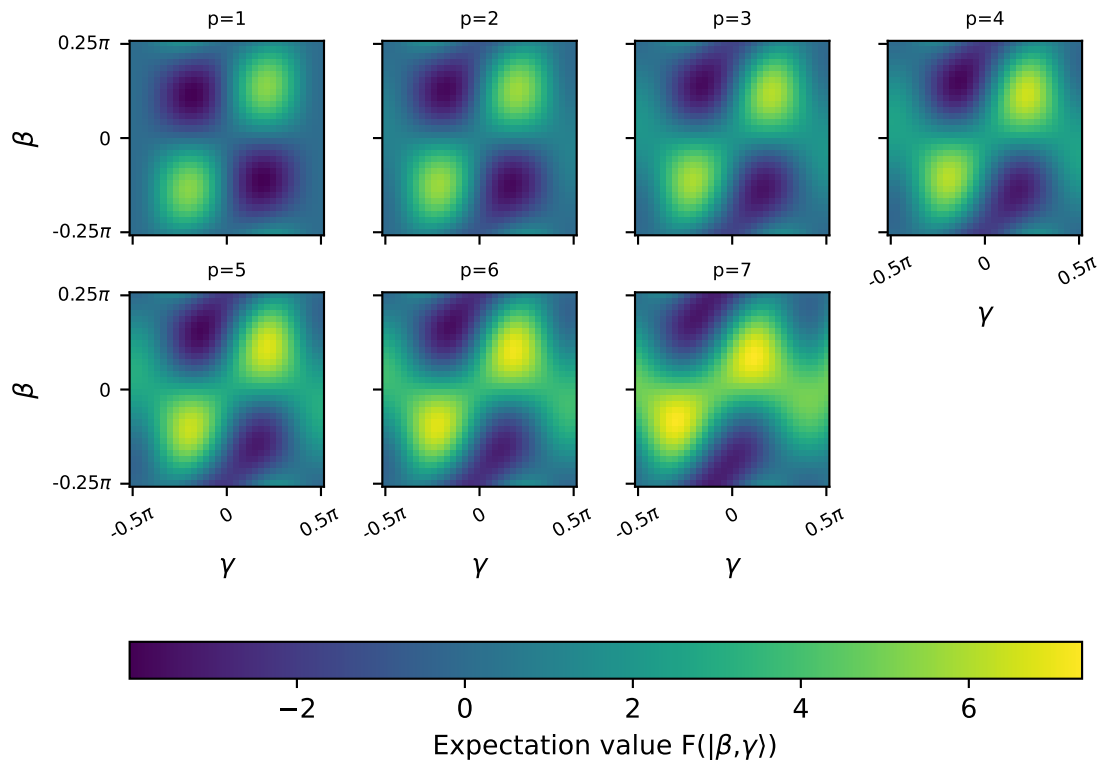 p=1 p=2 p=3 p=4
0.25π
β
0
-0.25π
-0.5π 0 0.5π
γ
p=5 p=6 p=7
0.25π
β
0
-0.25π
-0.5π 0 0.5π -0.5π 0 0.5π -0.5π 0 0.5π
γ γ γ
−2 0 2 4 6
Expectation value F(|β,γ⟩)